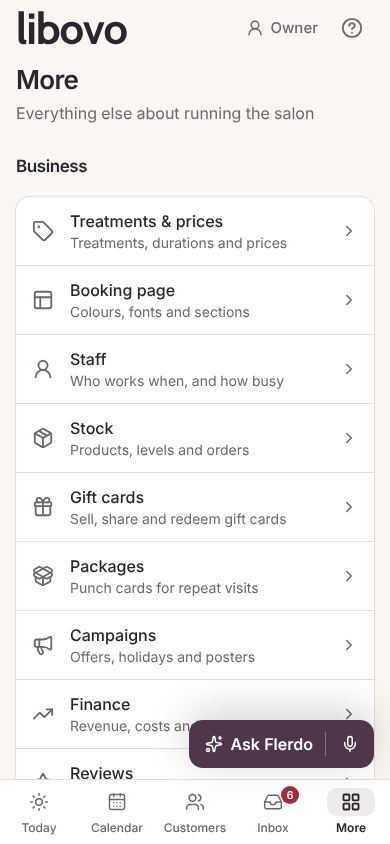 libovo
Owner
More
Everything else about running the salon
Business
Treatments & prices
Treatments, durations and prices
Booking page
Colours, fonts and sections
Staff
Who works when, and how busy
Stock
Products, levels and orders
Gift cards
Sell, share and redeem gift cards
Packages
Punch cards for repeat visits
Campaigns
Offers, holidays and posters
Finance
Revenue, costs
Ask Flerdo
Reviews
6
Today
Calendar
Customers
Inbox
More